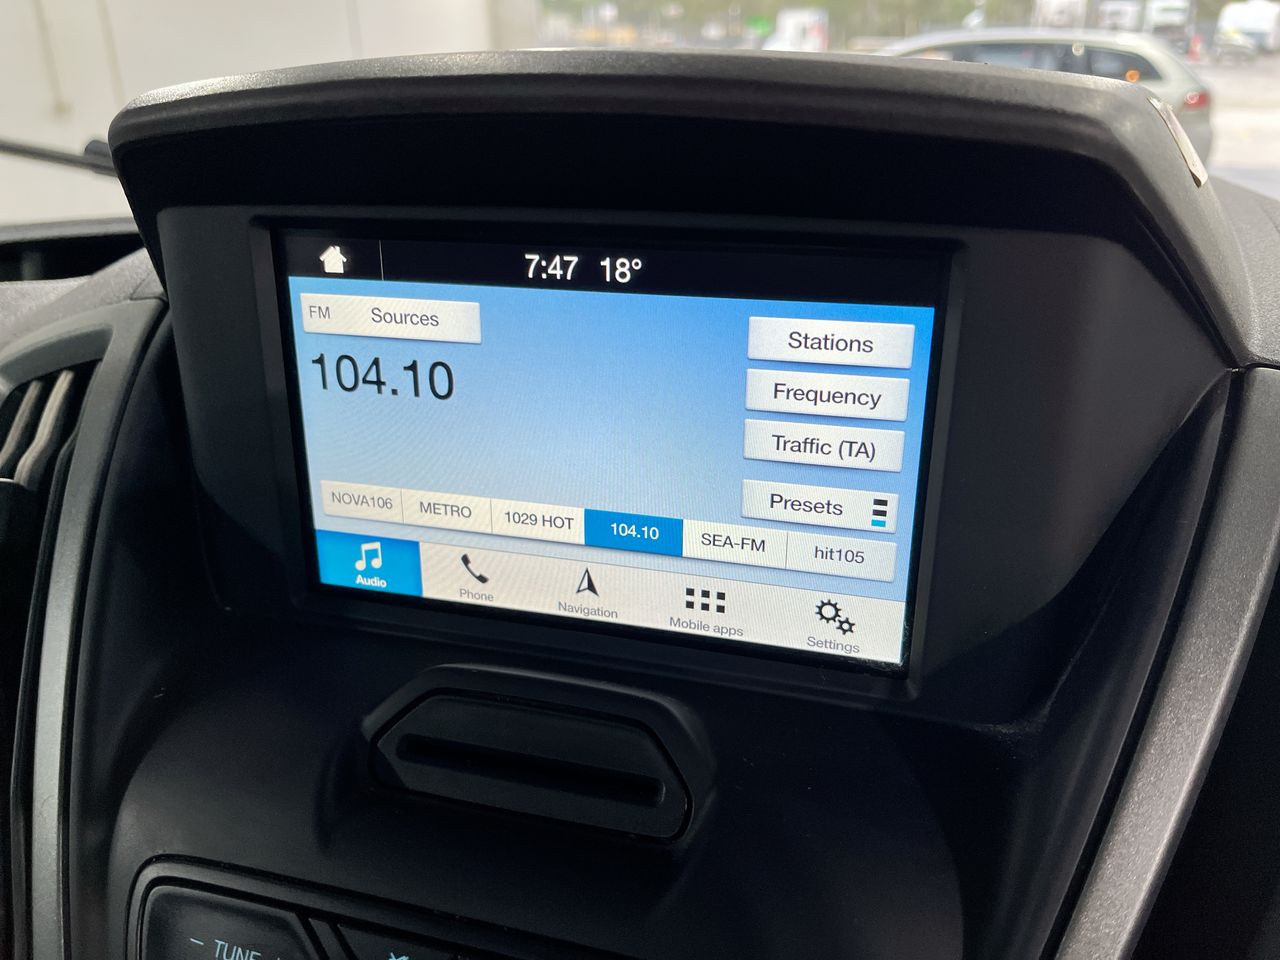 7:47 18°
FM Sources
104.10
Stations
Frequency
Traffic (TA)
Presets
NOVA106 METRO 1029 HOT 104.10 SEA-FM hit105
Audio Phone Navigation Mobile apps Settings
– TUNE